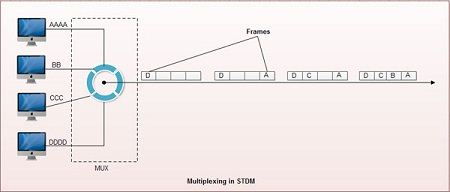 AAAA
Frames
BB
D
D A
D C A
D C B A
CCC
DDDD
MUX
Multiplexing in STDM